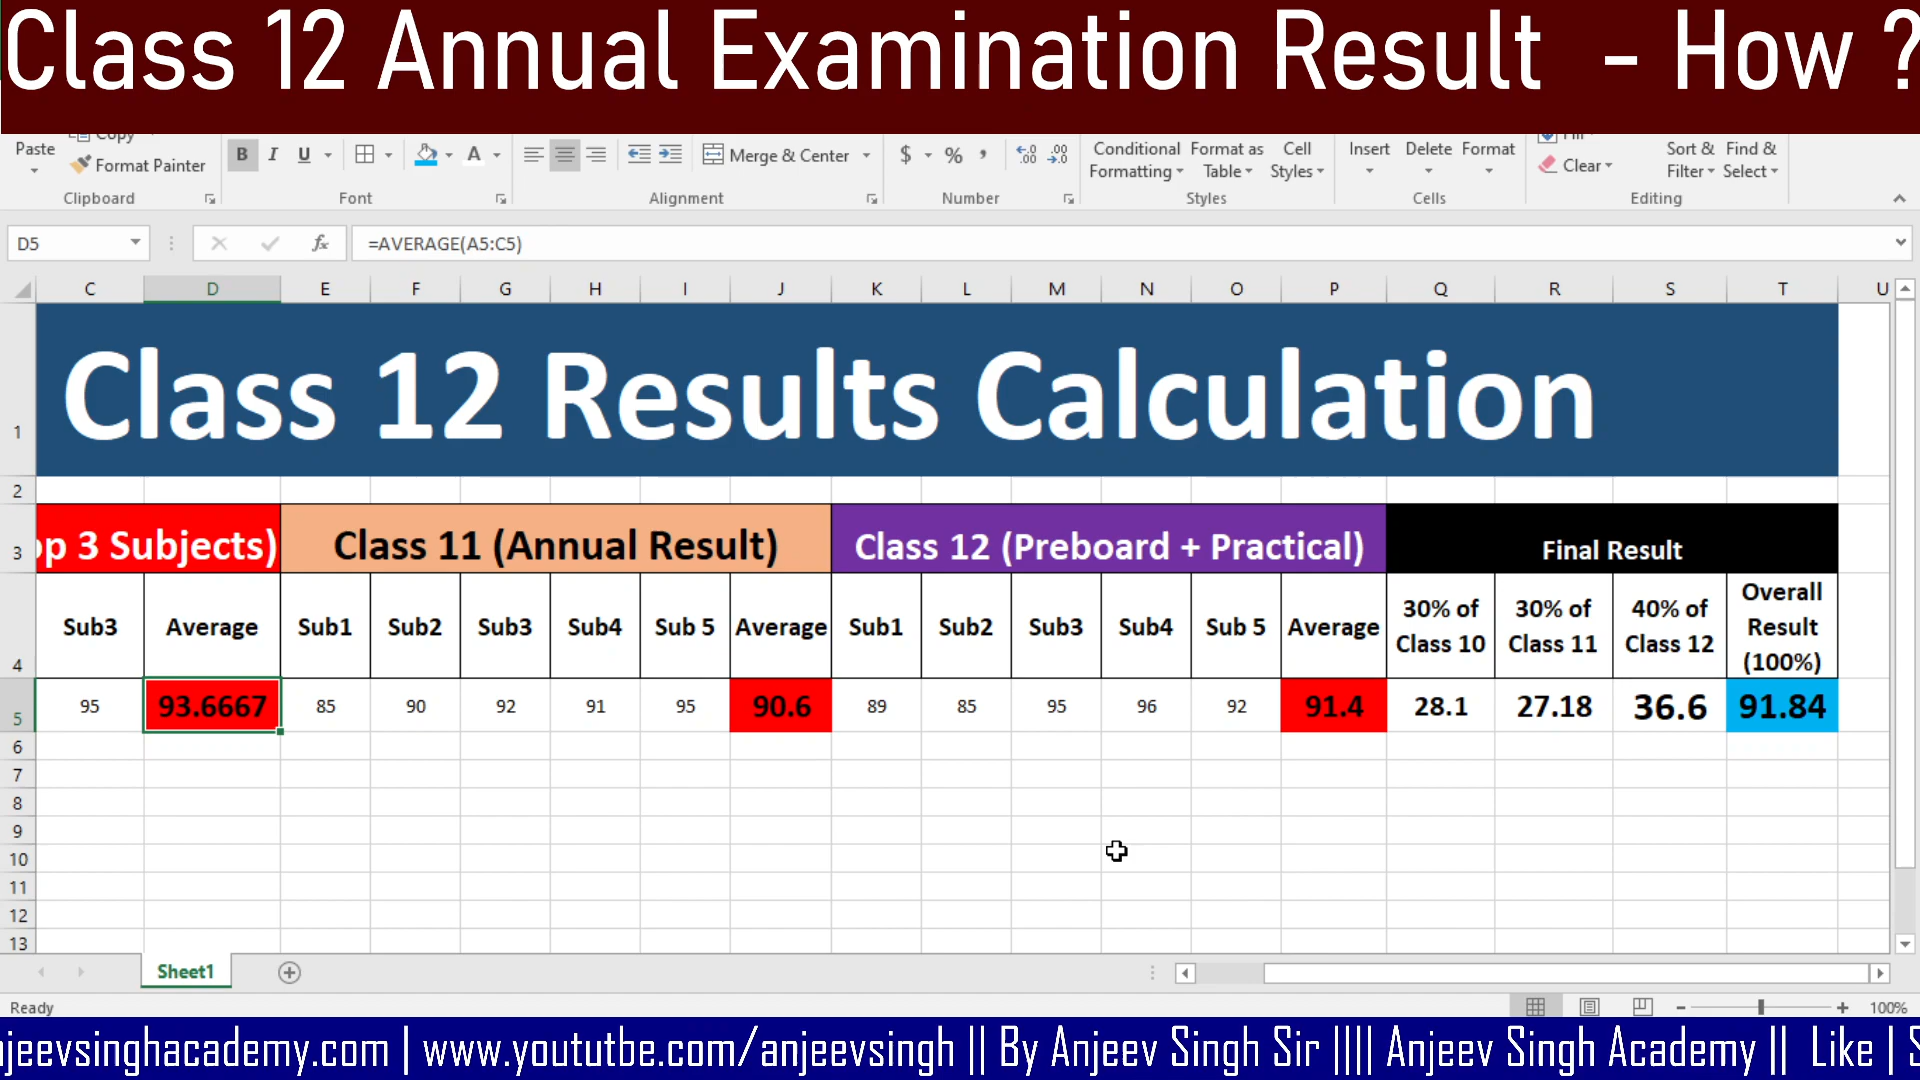 Class 12 Annual Examination Result - How ?
Paste
Copy
Format Painter
B I U A
Merge & Center
$ % ,
Conditional Formatting
Format as Table
Cell Styles
Insert
Delete
Format
Fill
Clear
Sort & Filter
Find & Select
Clipboard
Font
Alignment
Number
Styles
Cells
Editing
D5
fx
=AVERAGE(A5:C5)
C D E F G H I J K L M N O P Q R S T U
1
Class 12 Results Calculation
2
3
op 3 Subjects)
Class 11 (Annual Result)
Class 12 (Preboard + Practical)
Final Result
4
Sub3
Average
Sub1
Sub2
Sub3
Sub4
Sub 5
Average
Sub1
Sub2
Sub3
Sub4
Sub 5
Average
30% of
Class 10
30% of
Class 11
40% of
Class 12
Overall
Result
(100%)
5
95 93.6667 85 90 92 91 95 90.6 89 85 95 96 92 91.4 28.1 27.18 36.6 91.84
6
7
8
9
10
11
12
13
Sheet1
Ready
100%
njeevsinghacademy.com | www.yoututbe.com/anjeevsingh || By Anjeev Singh Sir |||| Anjeev Singh Academy || Like | S